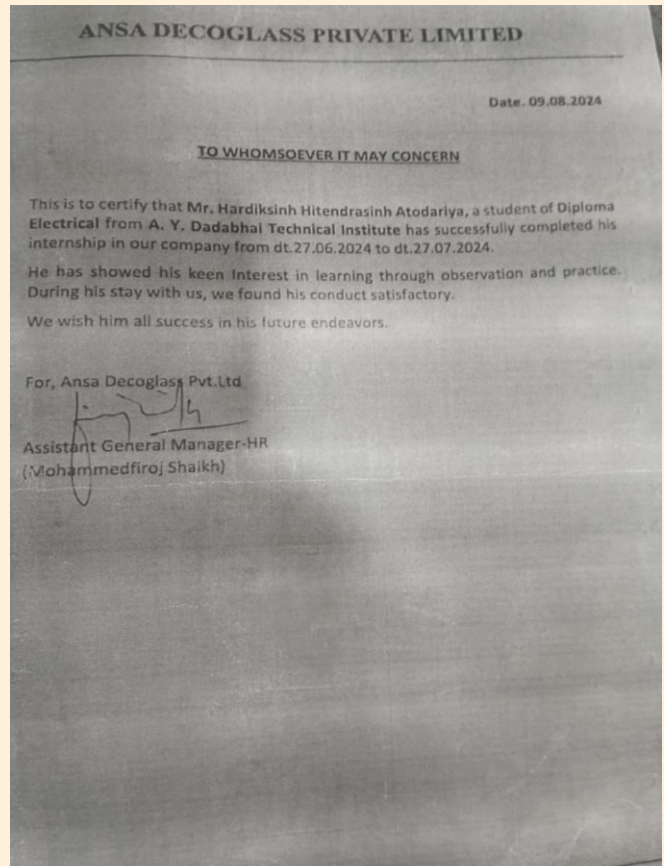 ANSA DECOGLASS PRIVATE LIMITED
Date. 09.08.2024
TO WHOMSOEVER IT MAY CONCERN
This is to certify that Mr. Hardiksinh Hitendrasinh Atodariya, a student of Diploma
Electrical from A. Y. Dadabhai Technical Institute has successfully completed his
internship in our company from dt.27.06.2024 to dt.27.07.2024.
He has showed his keen Interest in learning through observation and practice.
During his stay with us, we found his conduct satisfactory.
We wish him all success in his future endeavors.
For, Ansa Decoglass Pvt.Ltd
Assistant General Manager-HR
(Mohammedfiroj Shaikh)